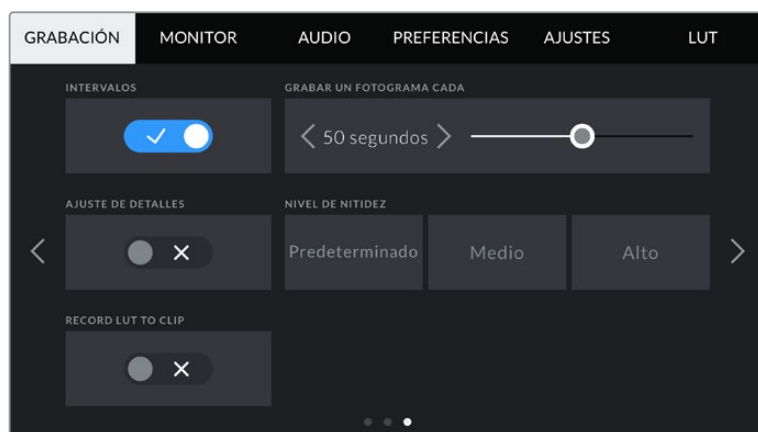 GRABACIÓN MONITOR AUDIO PREFERENCIAS AJUSTES LUT
INTERVALOS GRABAR UN FOTOGRAMA CADA
50 segundos
AJUSTE DE DETALLES NIVEL DE NITIDEZ
Predeterminado Medio Alto
RECORD LUT TO CLIP